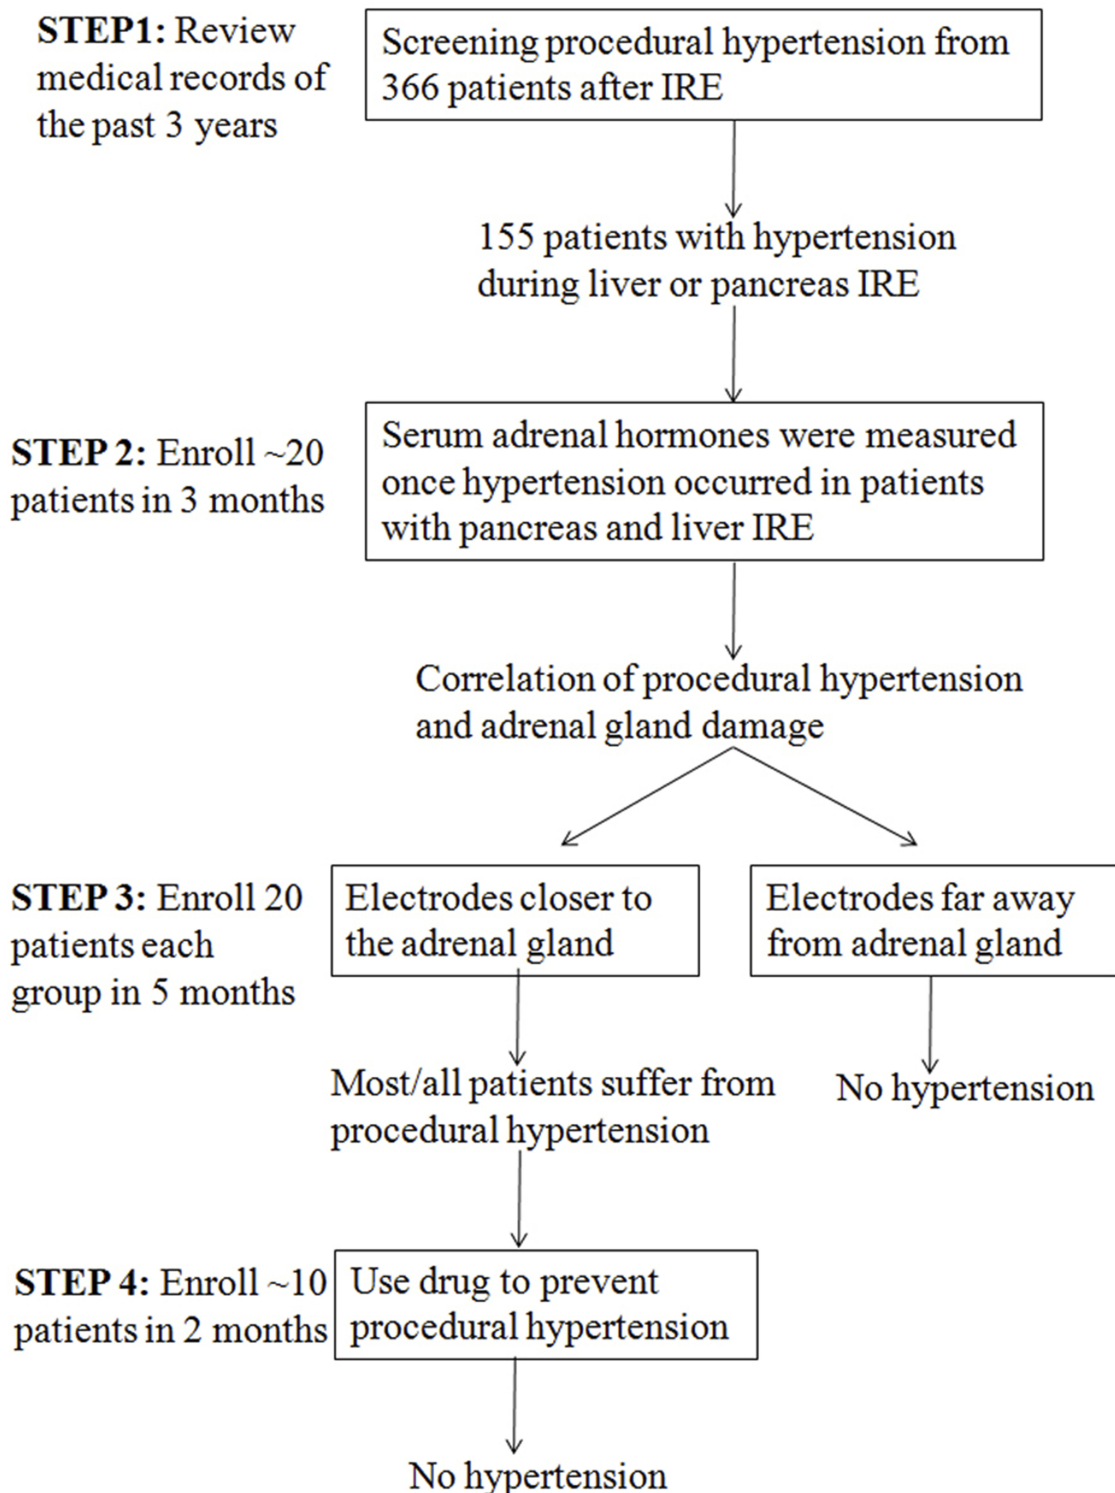 STEP1: Review
medical records of
the past 3 years
Screening procedural hypertension from
366 patients after IRE
155 patients with hypertension
during liver or pancreas IRE
STEP 2: Enroll ~20
patients in 3 months
Serum adrenal hormones were measured
once hypertension occurred in patients
with pancreas and liver IRE
Correlation of procedural hypertension
and adrenal gland damage
STEP 3: Enroll 20
patients each
group in 5 months
Electrodes closer to
the adrenal gland
Electrodes far away
from adrenal gland
Most/all patients suffer from
procedural hypertension
No hypertension
STEP 4: Enroll ~10
patients in 2 months
Use drug to prevent
procedural hypertension
No hypertension